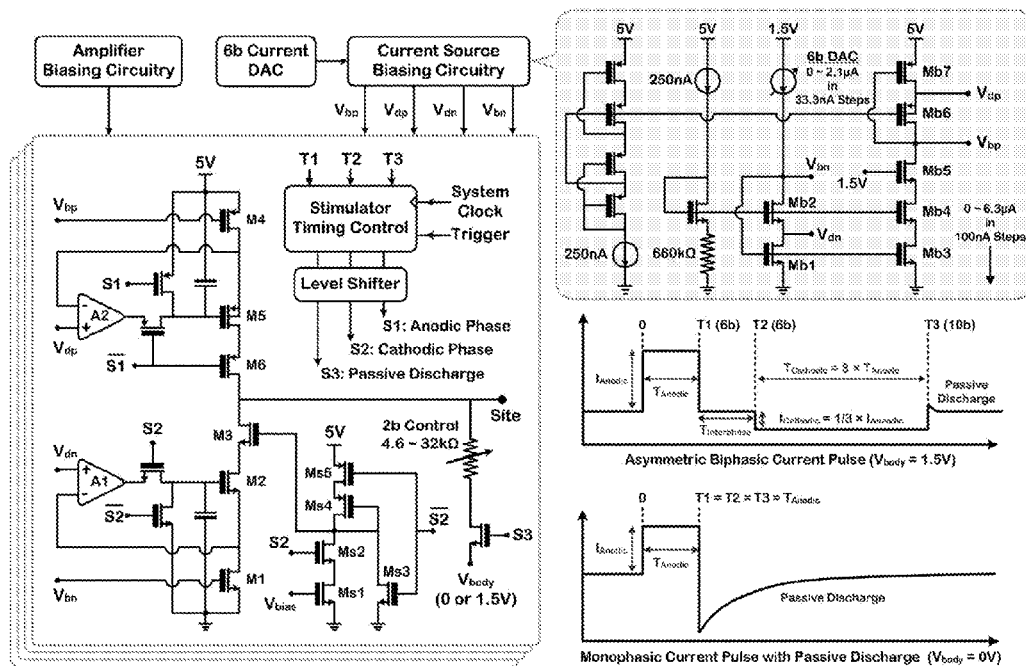 Amplifier
Biasing Circuitry
6b Current
DAC
Current Source
Biasing Circuitry
Vbp
Vdp
Vdn
Vbn
5V
5V
1.5V
5V
250nA
6b DAC
0 ~ 2.1µA
in
33.3nA Steps
Mb7
Vdp
Mb6
Vbp
Mb5
1.5V
Vbn
Mb2
Mb4
Vdn
0 ~ 6.3µA
in
100nA Steps
250nA
660kΩ
Mb1
Mb3
5V
T1
T2
T3
Vbp
M4
Stimulator
Timing Control
System
Clock
Trigger
S1
Level Shifter
A2
M5
S1: Anodic Phase
Vdp
S1
M6
S2: Cathodic Phase
S3: Passive Discharge
Site
S2
M3
5V
2b Control
4.6 ~ 32kΩ
Vdn
A1
M2
Ms5
Ms4
S2
S2
S2
Ms2
Ms3
S3
Vbn
M1
Vbias
Ms1
Vbody
(0 or 1.5V)
0
T1 (6b)
T2 (6b)
T3 (10b)
IAnodic
TAnodic
TCathodic = 3 × TAnodic
Passive
Discharge
TInterphase
ICathodic = 1/3 × IAnodic
Asymmetric Biphasic Current Pulse (Vbody = 1.5V)
0
T1 = T2 = T3 = TAnodic
IAnodic
TAnodic
Passive Discharge
Monophasic Current Pulse with Passive Discharge (Vbody = 0V)